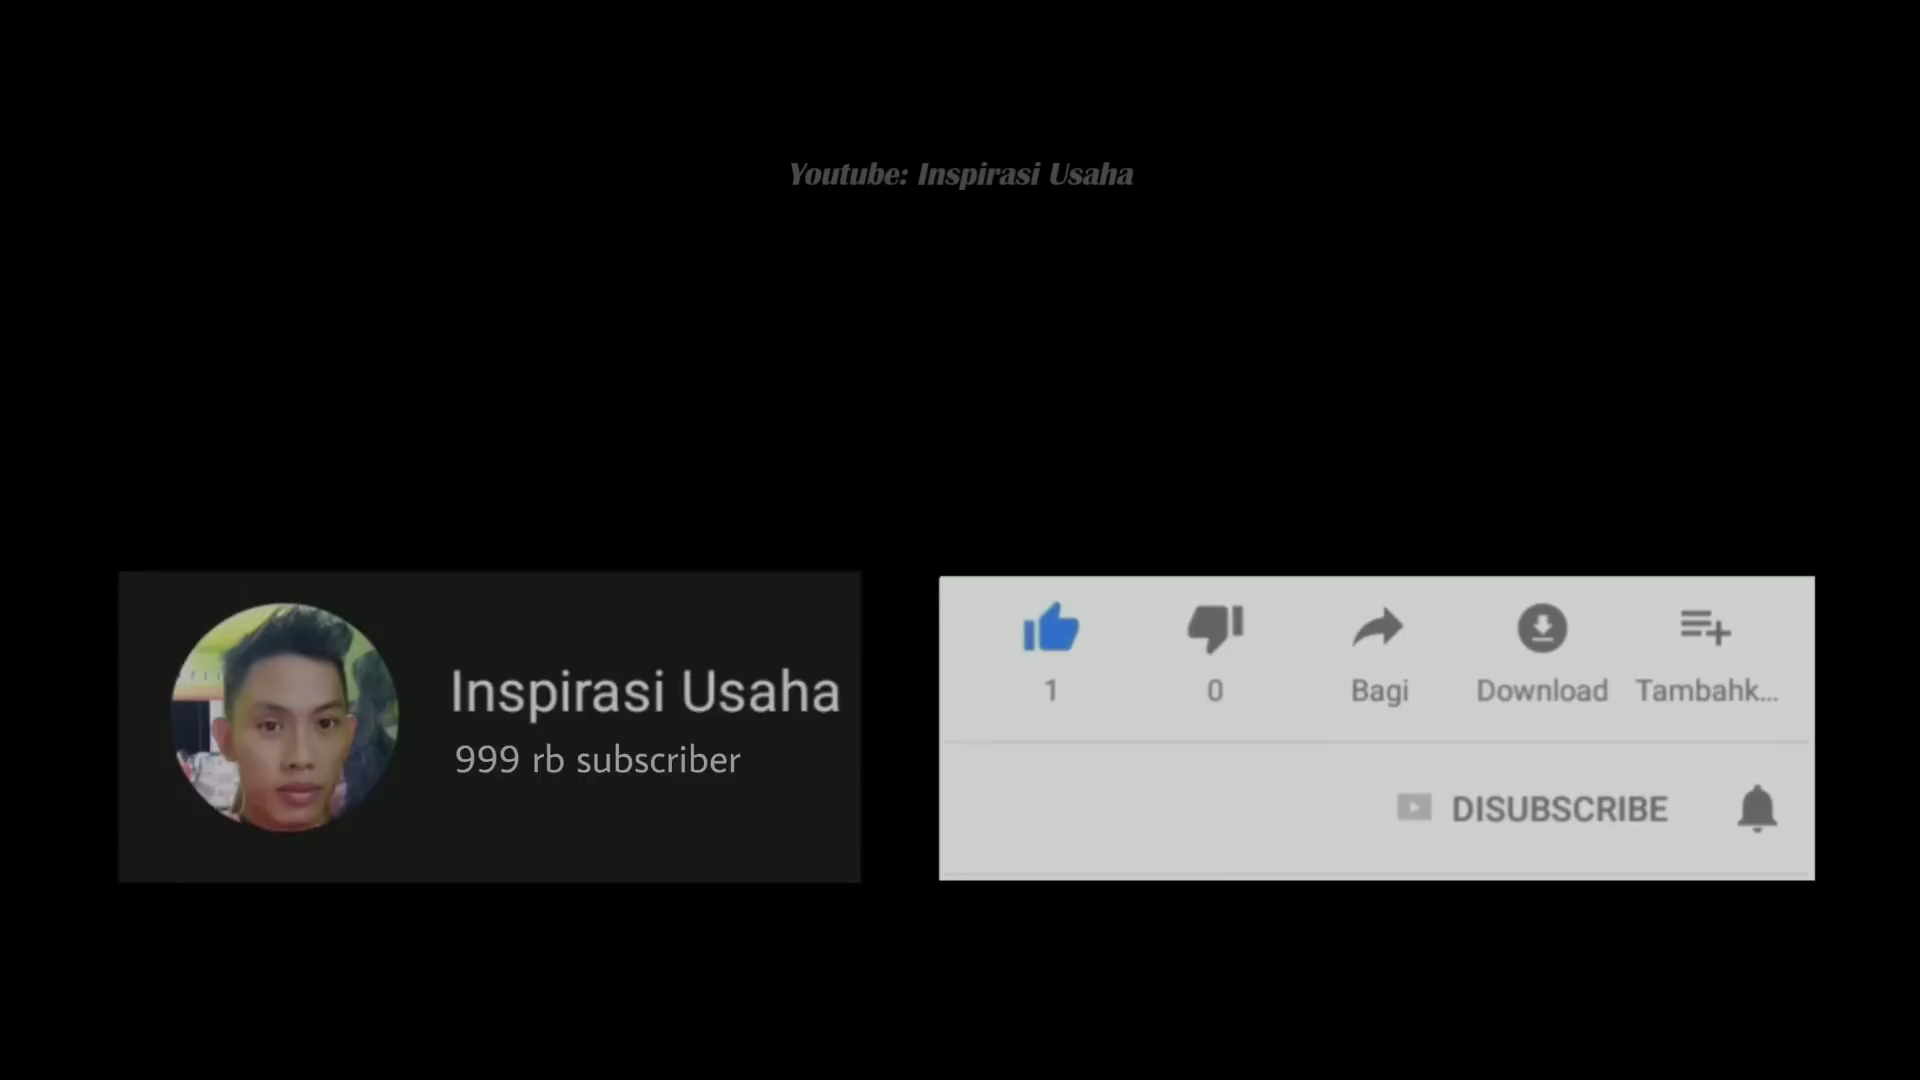 Youtube: Inspirasi Usaha
Inspirasi Usaha
999 rb subscriber
1
0
Bagi
Download
Tambahk...
DISUBSCRIBE